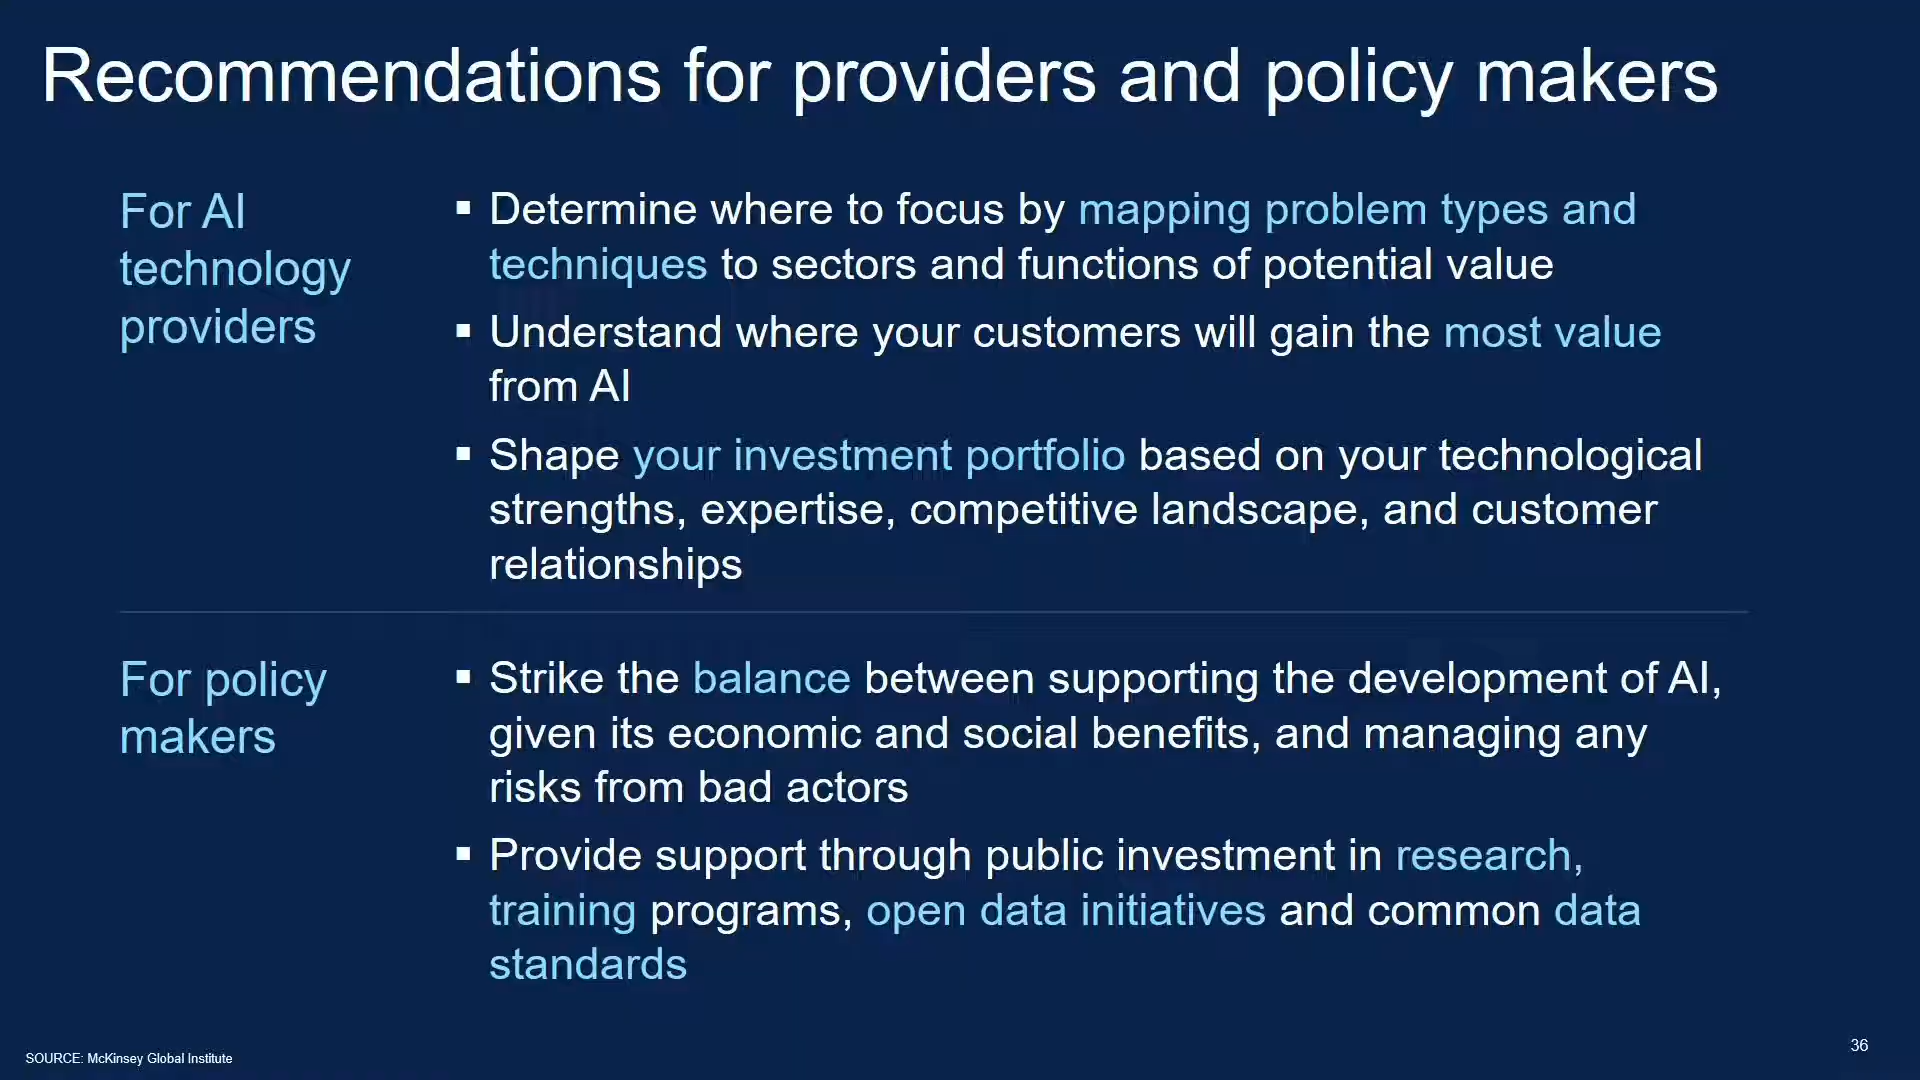 Recommendations for providers and policy makers
For AI
technology
providers
▪ Determine where to focus by mapping problem types and
techniques to sectors and functions of potential value
▪ Understand where your customers will gain the most value
from AI
▪ Shape your investment portfolio based on your technological
strengths, expertise, competitive landscape, and customer
relationships
For policy
makers
▪ Strike the balance between supporting the development of AI,
given its economic and social benefits, and managing any
risks from bad actors
▪ Provide support through public investment in research,
training programs, open data initiatives and common data
standards
SOURCE: McKinsey Global Institute
36